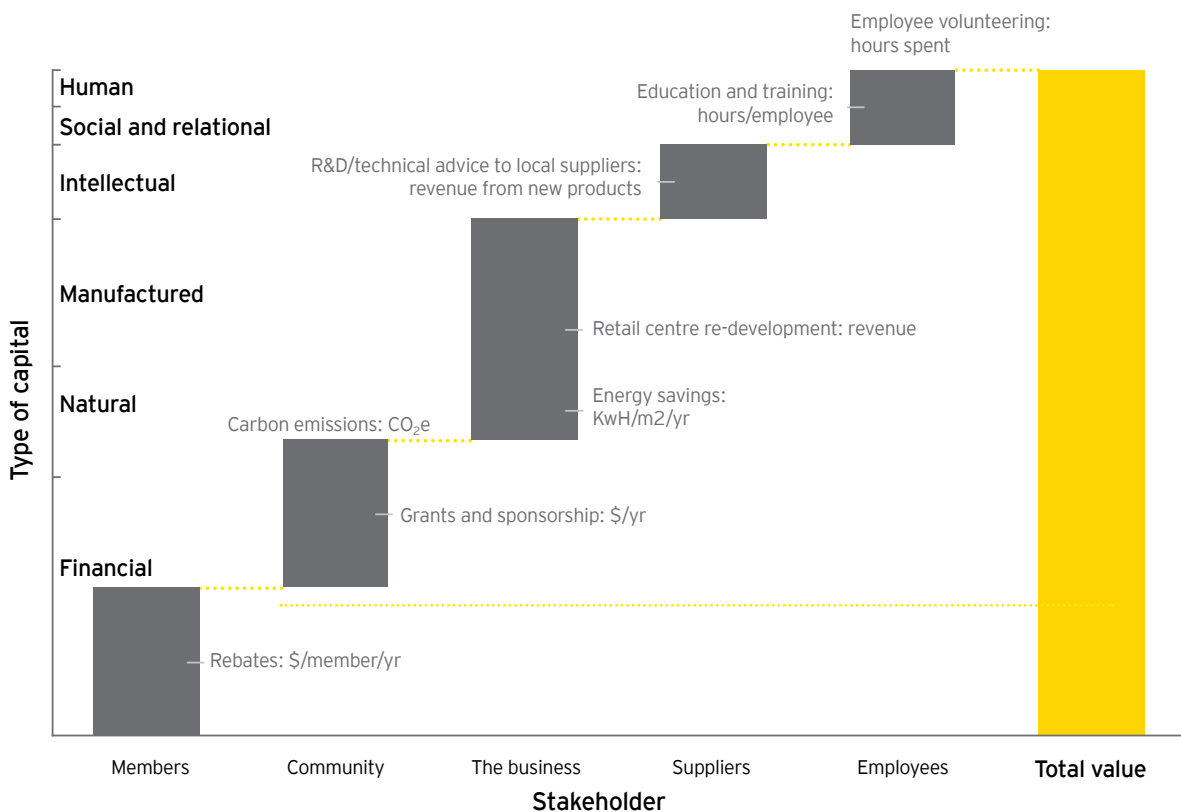 Employee volunteering:
hours spent
Human
Education and training:
hours/employee
Social and relational
R&D/technical advice to local suppliers:
revenue from new products
Intellectual
Manufactured
Retail centre re-development: revenue
Type of capital
Natural
Energy savings:
KwH/m2/yr
Carbon emissions: CO₂e
Grants and sponsorship: $/yr
Financial
Rebates: $/member/yr
Members
Community
The business
Suppliers
Employees
Total value
Stakeholder